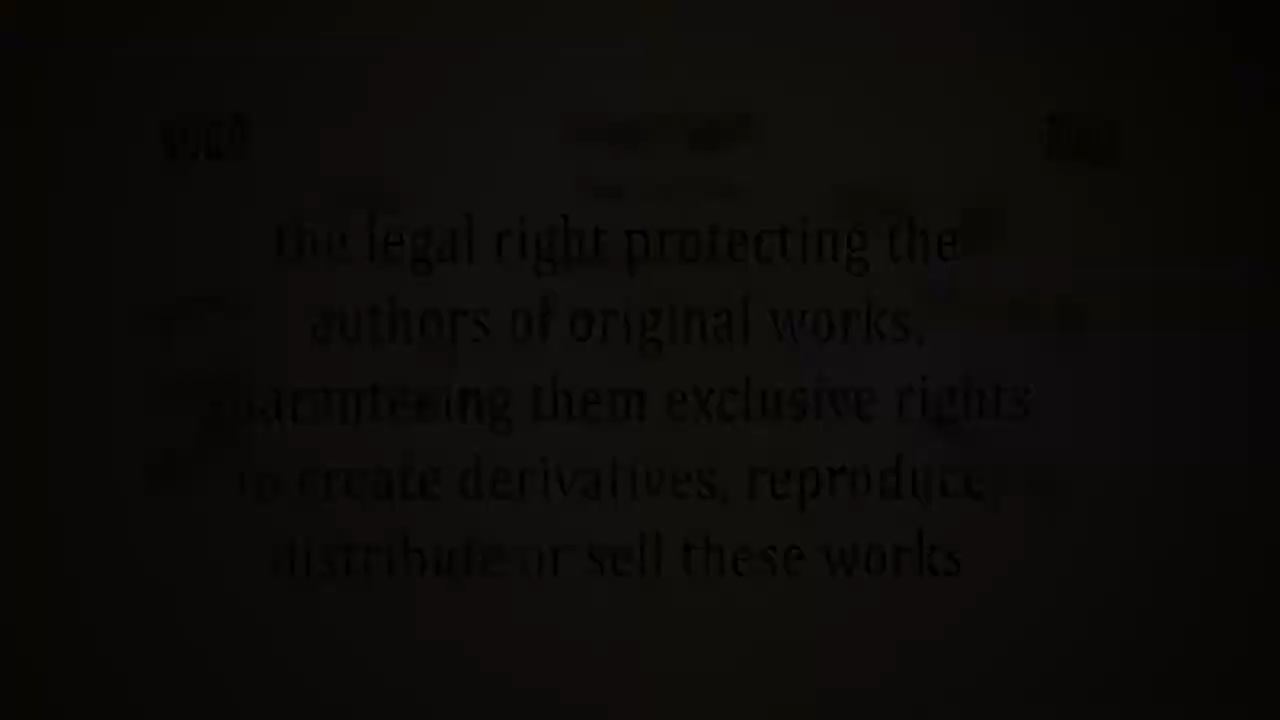 the legal right protecting the
authors of original works,
guaranteeing them exclusive rights
to create derivatives, reproduce,
distribute or sell these works